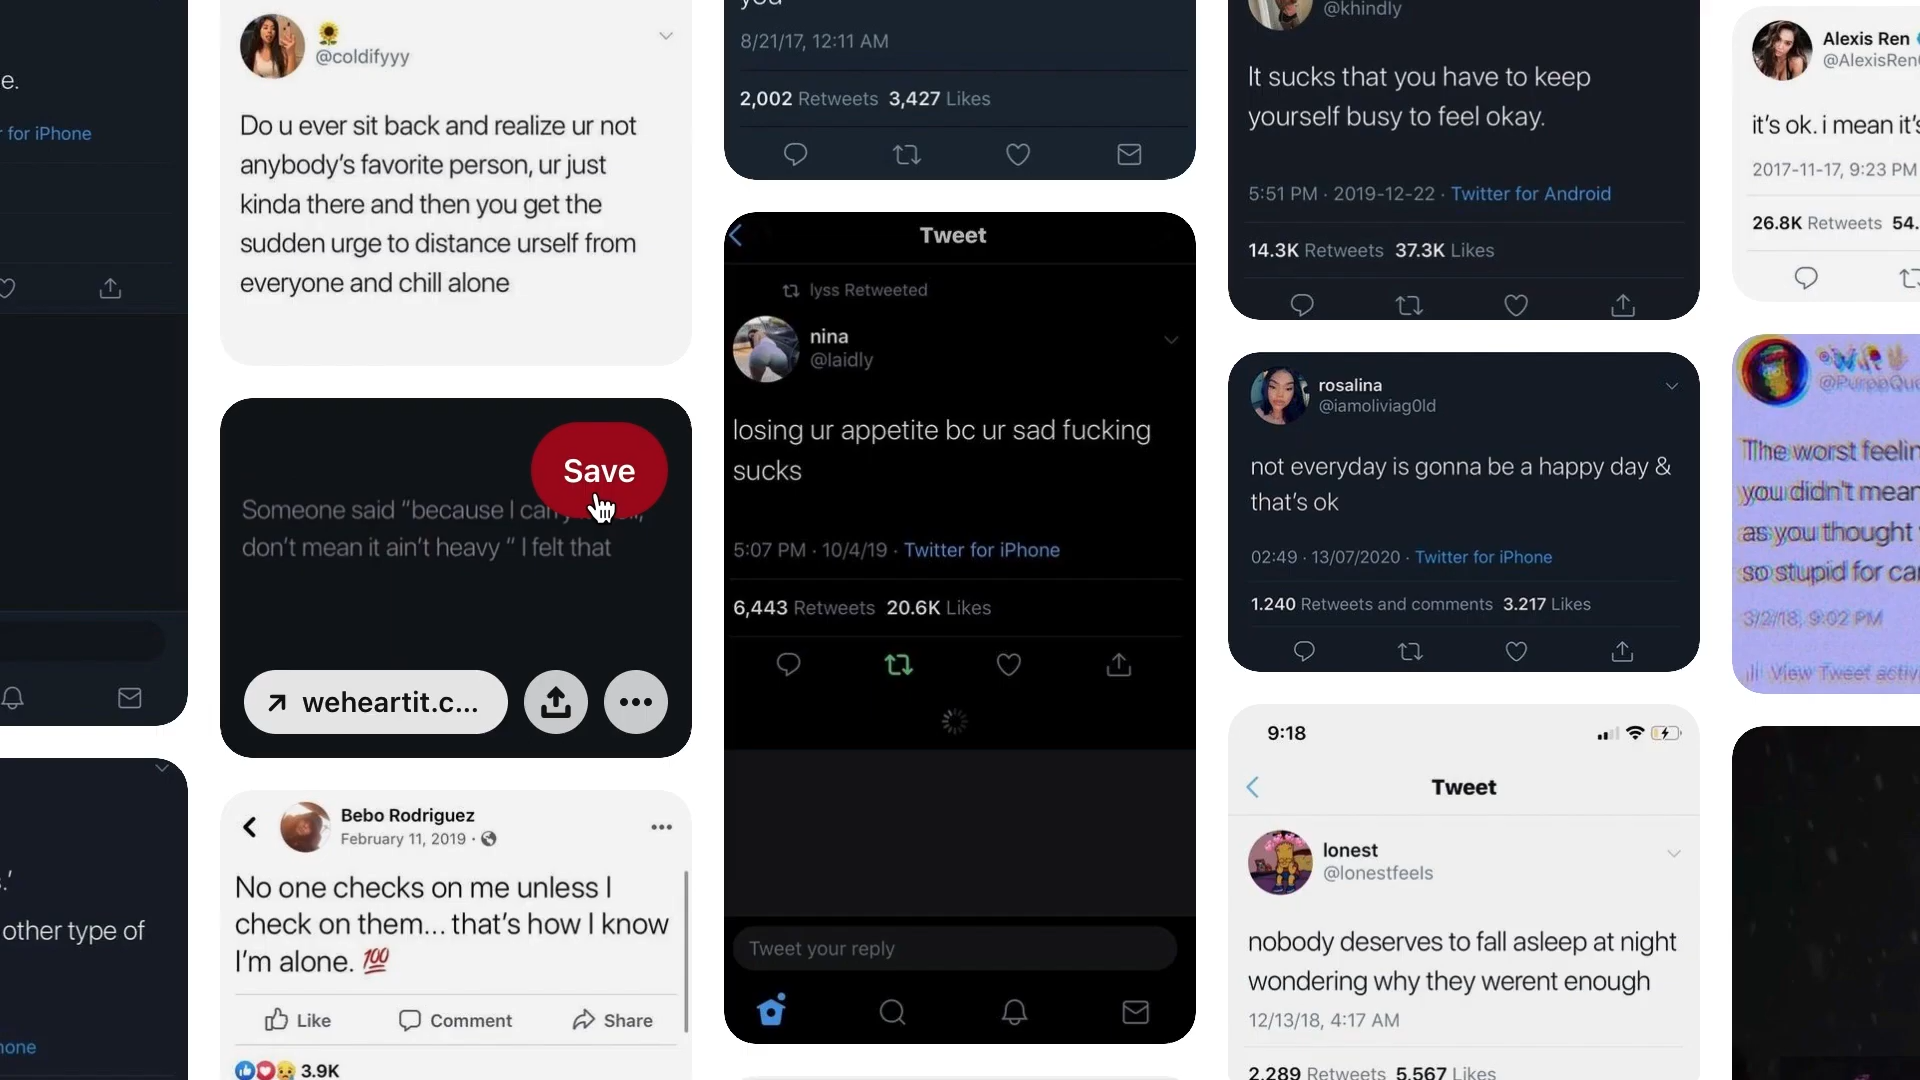 e.
r for iPhone
.’
other type of
hone
@coldifyyy
Do u ever sit back and realize ur not
anybody’s favorite person, ur just
kinda there and then you get the
sudden urge to distance urself from
everyone and chill alone
Save
Someone said “because I
don’t mean it ain’t heavy “ I felt that
weheartit.c...
Bebo Rodriguez
February 11, 2019 ·
No one checks on me unless I
check on them... that’s how I know
I’m alone. 💯
Like Comment Share
3.9K
you
8/21/17, 12:11 AM
2,002 Retweets 3,427 Likes
Tweet
lyss Retweeted
nina
@laidly
losing ur appetite bc ur sad fucking
sucks
5:07 PM · 10/4/19 · Twitter for iPhone
6,443 Retweets 20.6K Likes
Tweet your reply
@khindly
It sucks that you have to keep
yourself busy to feel okay.
5:51 PM · 2019-12-22 · Twitter for Android
14.3K Retweets 37.3K Likes
rosalina
@iamoliviag0ld
not everyday is gonna be a happy day &
that’s ok
02:49 · 13/07/2020 · Twitter for iPhone
1.240 Retweets and comments 3.217 Likes
9:18
Tweet
lonest
@lonestfeels
nobody deserves to fall asleep at night
wondering why they werent enough
12/13/18, 4:17 AM
2,289 Retweets 5,567 Likes
Alexis Ren
@AlexisRen
it’s ok. i mean it’s
2017-11-17, 9:23 PM
26.8K Retweets 54.
The worst feelin
you didn't mean
as you thought
so stupid for car
3/2/18, 9:02 PM
View Tweet activ